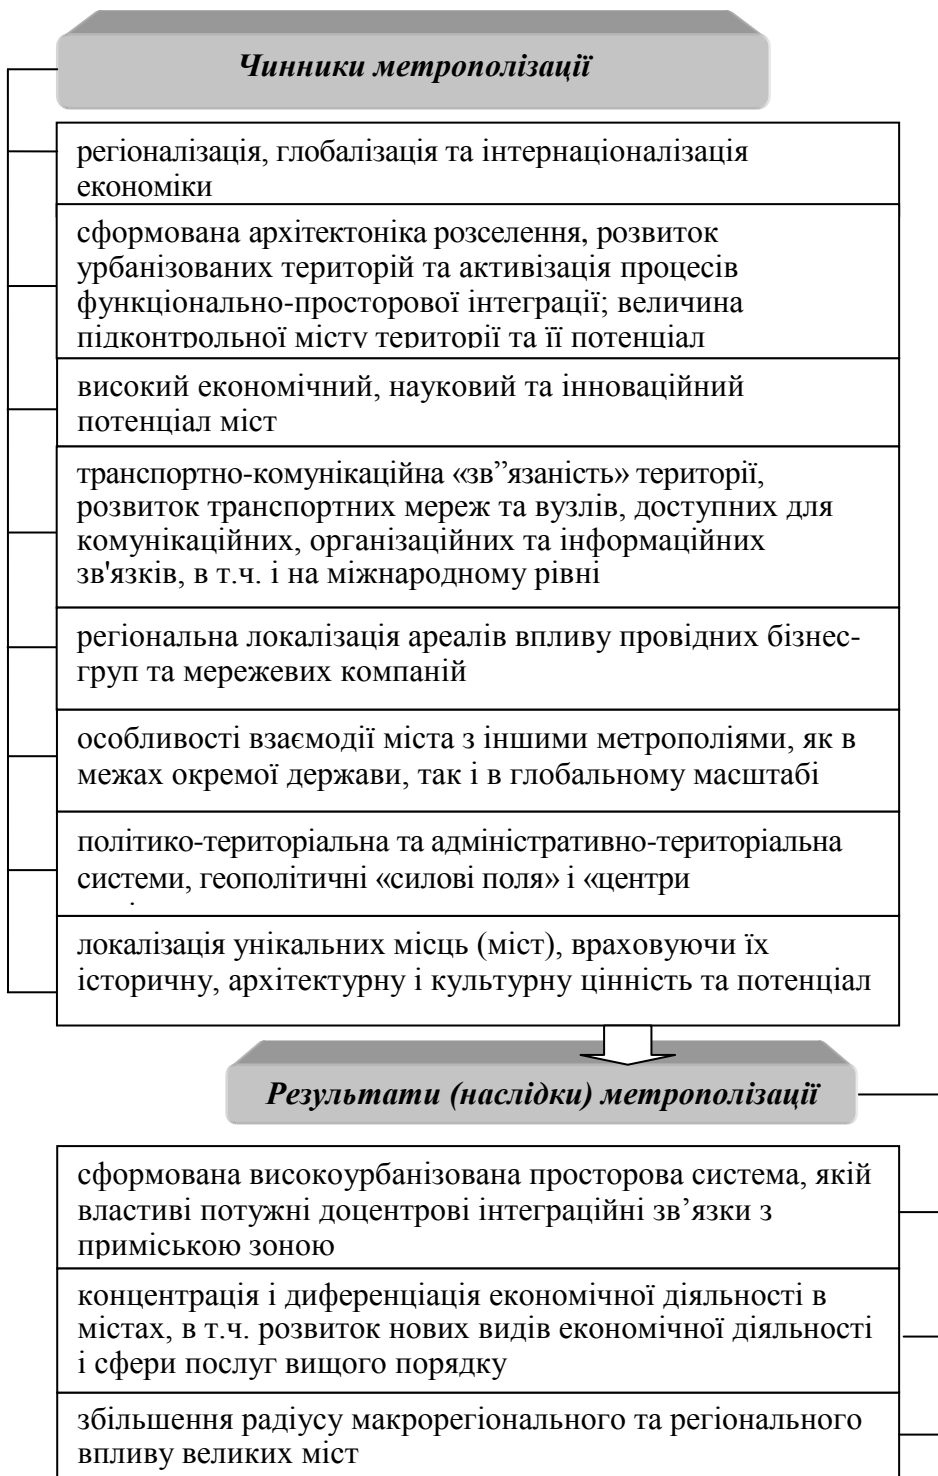 Чинники метрополізації
регіоналізація, глобалізація та інтернаціоналізація
економіки
сформована архітектоніка розселення, розвиток
урбанізованих територій та активізація процесів
функціонально-просторової інтеграції; величина
підконтрольної місту території та її потенціал
високий економічний, науковий та інноваційний
потенціал міст
транспортно-комунікаційна «зв”язаність» території,
розвиток транспортних мереж та вузлів, доступних для
комунікаційних, організаційних та інформаційних
зв'язків, в т.ч. і на міжнародному рівні
регіональна локалізація ареалів впливу провідних бізнес-
груп та мережевих компаній
особливості взаємодії міста з іншими метрополіями, як в
межах окремої держави, так і в глобальному масштабі
політико-територіальна та адміністративно-територіальна
системи, геополітичні «силові поля» і «центри
локалізація унікальних місць (міст), враховуючи їх
історичну, архітектурну і культурну цінність та потенціал
Результати (наслідки) метрополізації
сформована високоурбанізована просторова система, якій
властиві потужні доцентрові інтеграційні зв’язки з
приміською зоною
концентрація і диференціація економічної діяльності в
містах, в т.ч. розвиток нових видів економічної діяльності
і сфери послуг вищого порядку
збільшення радіусу макрорегіонального та регіонального
впливу великих міст